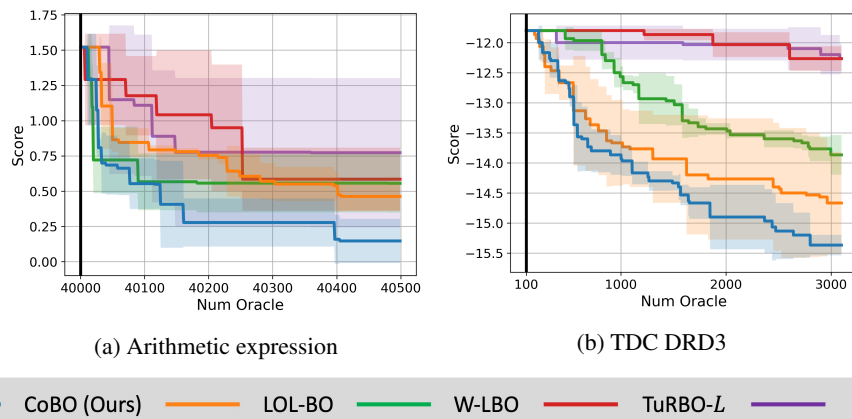 1.75
1.50
1.25
1.00
0.75
0.50
0.25
0.00
Score
40000 40100 40200 40300 40400 40500
Num Oracle
(a) Arithmetic expression
−12.0
−12.5
−13.0
−13.5
−14.0
−14.5
−15.0
−15.5
Score
100 1000 2000 3000
Num Oracle
(b) TDC DRD3
CoBO (Ours) LOL-BO W-LBO TuRBO-L